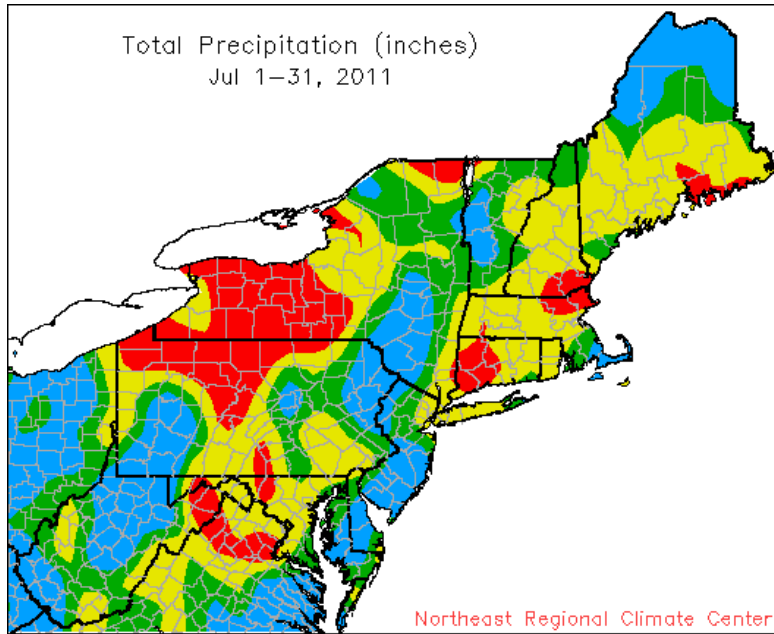 Total Precipitation (inches)
Jul 1-31, 2011
Northeast Regional Climate Center